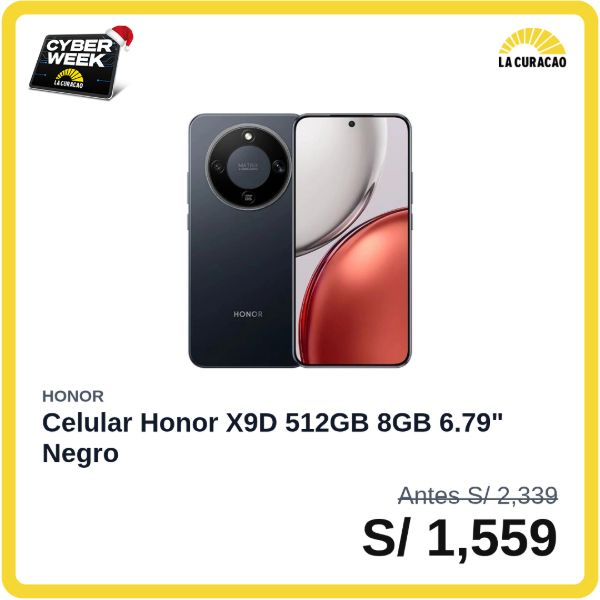 CYBER
WEEK
LA CURACAO
LA CURACAO
HONOR
HONOR
Celular Honor X9D 512GB 8GB 6.79"
Negro
Antes S/ 2,339
S/ 1,559